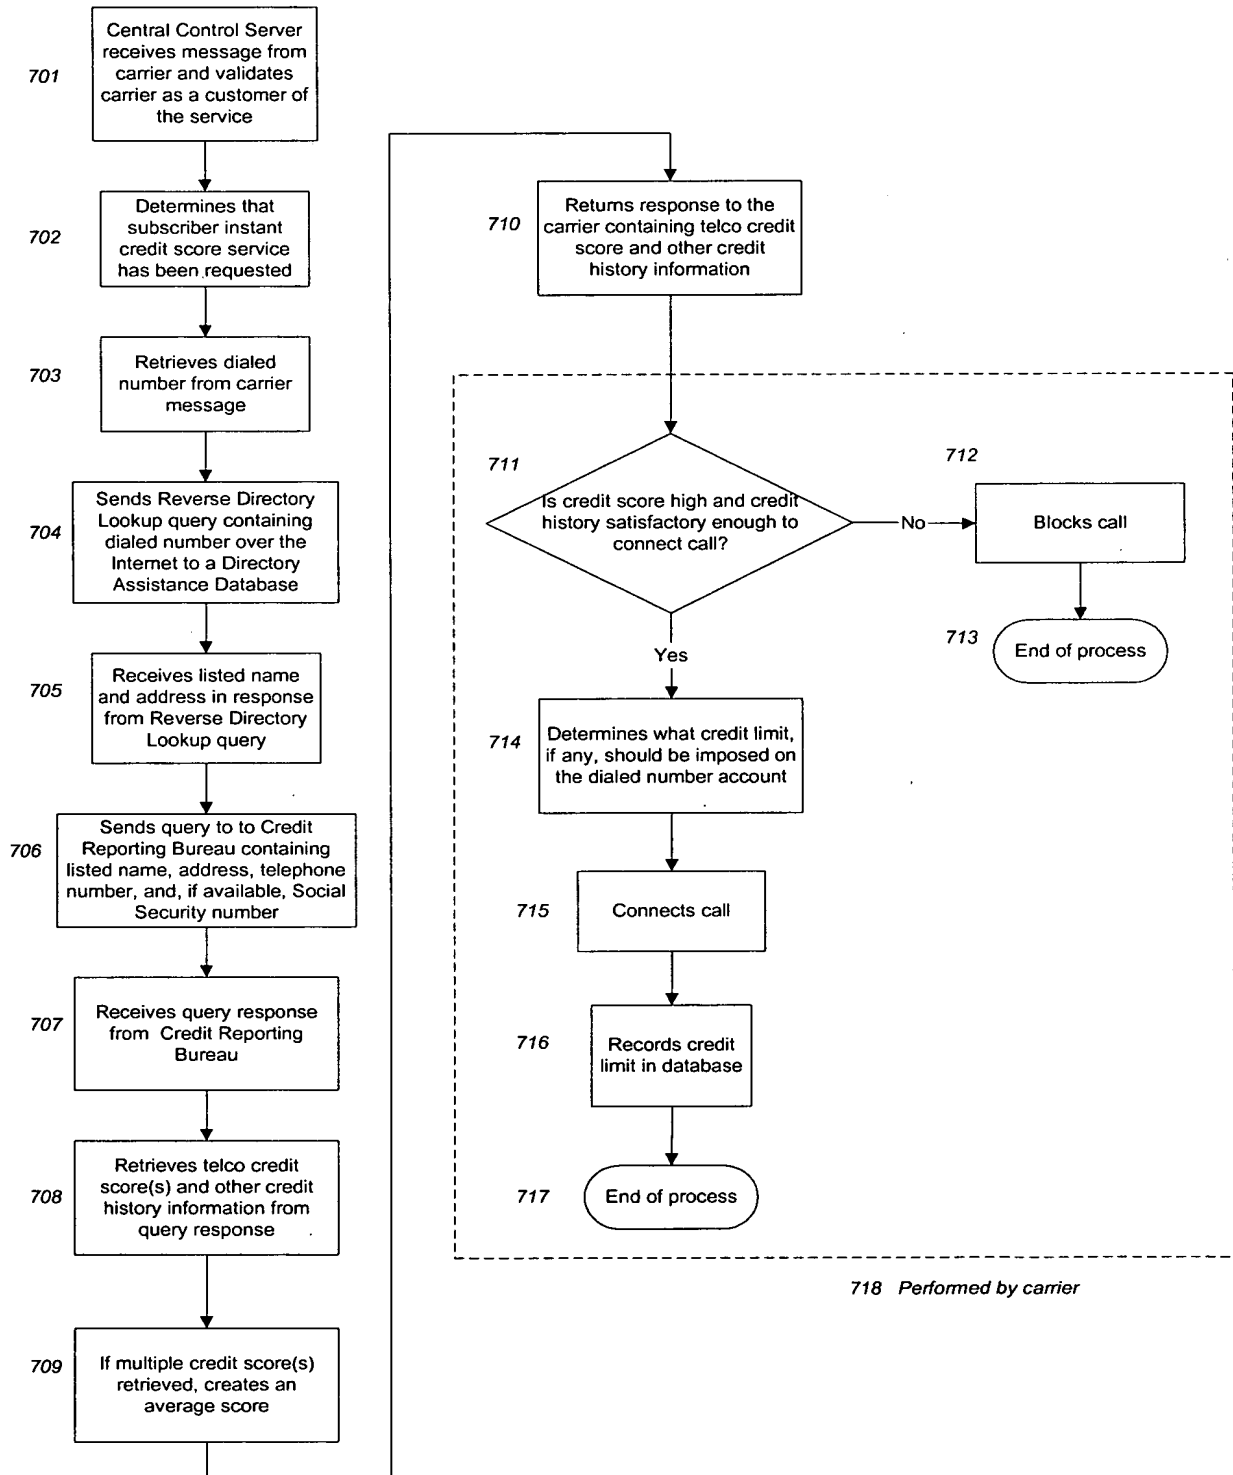 701
Central Control Server
receives message from
carrier and validates
carrier as a customer of
the service
702
Determines that
subscriber instant
credit score service
has been requested
703
Retrieves dialed
number from carrier
message
704
Sends Reverse Directory
Lookup query containing
dialed number over the
Internet to a Directory
Assistance Database
705
Receives listed name
and address in response
from Reverse Directory
Lookup query
706
Sends query to to Credit
Reporting Bureau containing
listed name, address, telephone
number, and, if available, Social
Security number
707
Receives query response
from Credit Reporting
Bureau
708
Retrieves telco credit
score(s) and other credit
history information from
query response
709
If multiple credit score(s)
retrieved, creates an
average score
710
Returns response to the
carrier containing telco credit
score and other credit
history information
711
Is credit score high and credit
history satisfactory enough to
connect call?
No
712
Blocks call
713
End of process
Yes
714
Determines what credit limit,
if any, should be imposed on
the dialed number account
715
Connects call
716
Records credit
limit in database
717
End of process
718 Performed by carrier